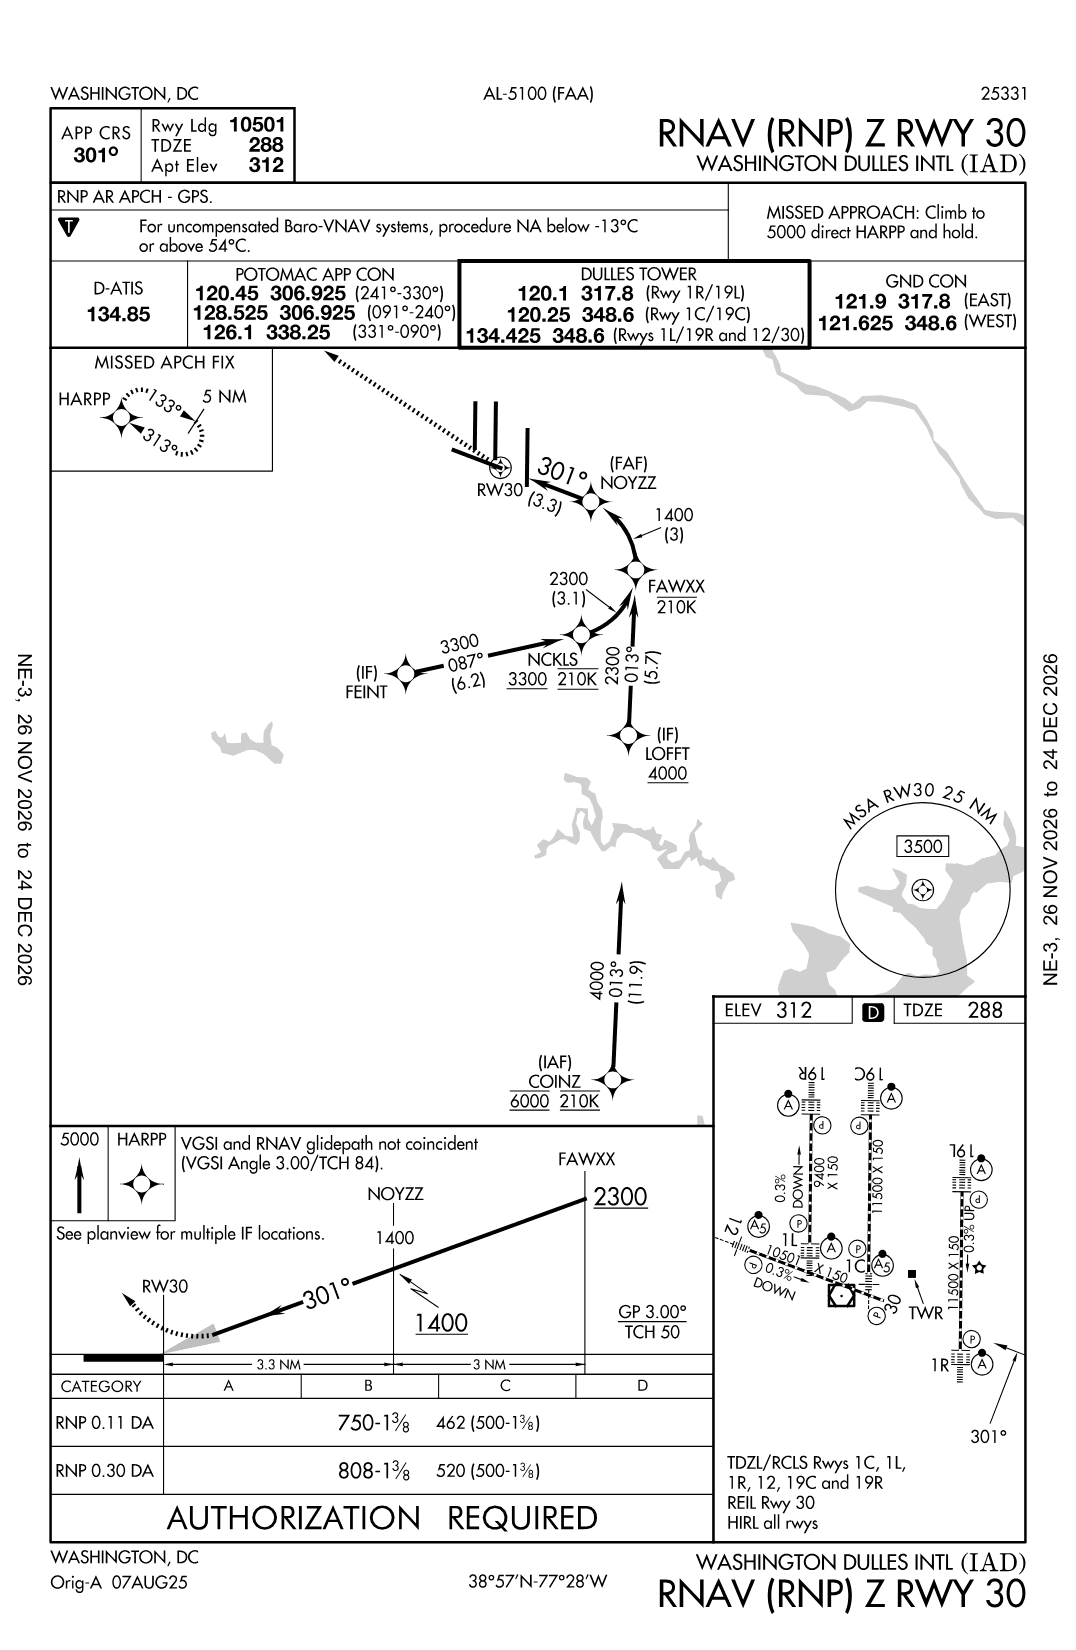 WASHINGTON, DC
AL-5100 (FAA)
25331
APP CRS
301°
Rwy Ldg 10501
TDZE 288
Apt Elev 312
RNAV (RNP) Z RWY 30
WASHINGTON DULLES INTL (IAD)
RNP AR APCH - GPS.
T
For uncompensated Baro-VNAV systems, procedure NA below -13°C
or above 54°C.
MISSED APPROACH: Climb to
5000 direct HARPP and hold.
D-ATIS
134.85
POTOMAC APP CON
120.45 306.925 (241°-330°)
128.525 306.925 (091°-240°)
126.1 338.25 (331°-090°)
DULLES TOWER
120.1 317.8 (Rwy 1R/19L)
120.25 348.6 (Rwy 1C/19C)
134.425 348.6 (Rwys 1L/19R and 12/30)
GND CON
121.9 317.8 (EAST)
121.625 348.6 (WEST)
MISSED APCH FIX
HARPP
133°
313°
5 NM
RW30
301°
(3.3)
(FAF)
NOYZZ
1400
(3)
FAWXX
210K
2300
(3.1)
3300
087°
(6.2)
(IF)
FEINT
NCKLS
3300 210K
2300
013°
(5.7)
(IF)
LOFFT
4000
MSA RW30 25 NM
3500
4000
013°
(11.9)
(IAF)
COINZ
6000 210K
NE-3, 26 NOV 2026 to 24 DEC 2026
NE-3, 26 NOV 2026 to 24 DEC 2026
ELEV 312
D
TDZE 288
19R
19C
A
A
P
P
0.3%
DOWN
9400
X 150
11500 X 150
19L
A
P
0.3% UP
11500 X 150
12
A5
P
1L
A
P
1C
A5
P
10501 X 150
0.3%
DOWN
30
P
TWR
P
1R
A
301°
TDZL/RCLS Rwys 1C, 1L,
1R, 12, 19C and 19R
REIL Rwy 30
HIRL all rwys
5000
HARPP
VGSI and RNAV glidepath not coincident
(VGSI Angle 3.00/TCH 84).
See planview for multiple IF locations.
FAWXX
2300
NOYZZ
1400
1400
RW30
301°
GP 3.00°
TCH 50
3.3 NM
3 NM
CATEGORY A B C D
RNP 0.11 DA 750-1⅜ 462 (500-1⅜)
RNP 0.30 DA 808-1⅜ 520 (500-1⅜)
AUTHORIZATION REQUIRED
WASHINGTON, DC
Orig-A 07AUG25
38°57'N-77°28'W
WASHINGTON DULLES INTL (IAD)
RNAV (RNP) Z RWY 30